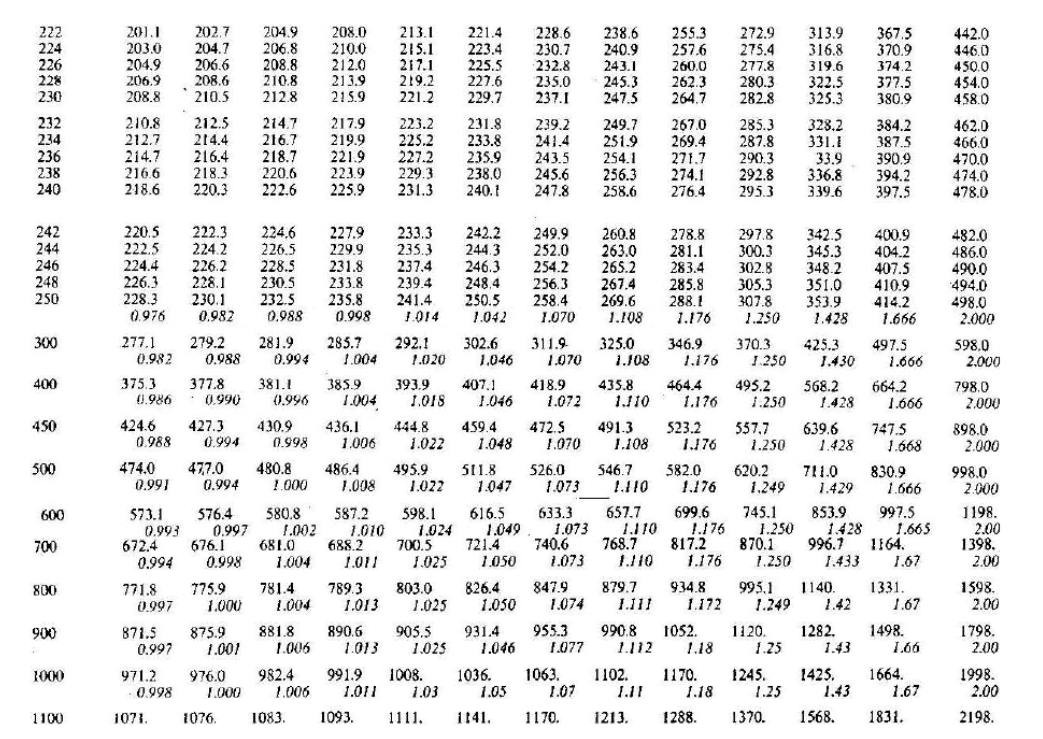 222 201.1 202.7 204.9 208.0 213.1 221.4 228.6 238.6 255.3 272.9 313.9 367.5 442.0
224 203.0 204.7 206.8 210.0 215.1 223.4 230.7 240.9 257.6 275.4 316.8 370.9 446.0
226 204.9 206.6 208.8 212.0 217.1 225.5 232.8 243.1 260.0 277.8 319.6 374.2 450.0
228 206.9 208.6 210.8 213.9 219.2 227.6 235.0 245.3 262.3 280.3 322.5 377.5 454.0
230 208.8 210.5 212.8 215.9 221.2 229.7 237.1 247.5 264.7 282.8 325.3 380.9 458.0
232 210.8 212.5 214.7 217.9 223.2 231.8 239.2 249.7 267.0 285.3 328.2 384.2 462.0
234 212.7 214.4 216.7 219.9 225.2 233.8 241.4 251.9 269.4 287.8 331.1 387.5 466.0
236 214.7 216.4 218.7 221.9 227.2 235.9 243.5 254.1 271.7 290.3 33.9 390.9 470.0
238 216.6 218.3 220.6 223.9 229.3 238.0 245.6 256.3 274.1 292.8 336.8 394.2 474.0
240 218.6 220.3 222.6 225.9 231.3 240.1 247.8 258.6 276.4 295.3 339.6 397.5 478.0
242 220.5 222.3 224.6 227.9 233.3 242.2 249.9 260.8 278.8 297.8 342.5 400.9 482.0
244 222.5 224.2 226.5 229.9 235.3 244.3 252.0 263.0 281.1 300.3 345.3 404.2 486.0
246 224.4 226.2 228.5 231.8 237.4 246.3 254.2 265.2 283.4 302.8 348.2 407.5 490.0
248 226.3 228.1 230.5 233.8 239.4 248.4 256.3 267.4 285.8 305.3 351.0 410.9 494.0
250 228.3 230.1 232.5 235.8 241.4 250.5 258.4 269.6 288.1 307.8 353.9 414.2 498.0
0.976 0.982 0.988 0.998 1.014 1.042 1.070 1.108 1.176 1.250 1.428 1.666 2.000
300 277.1 279.2 281.9 285.7 292.1 302.6 311.9 325.0 346.9 370.3 425.3 497.5 598.0
0.982 0.988 0.994 1.004 1.020 1.046 1.070 1.108 1.176 1.250 1.430 1.666 2.000
400 375.3 377.8 381.1 385.9 393.9 407.1 418.9 435.8 464.4 495.2 568.2 664.2 798.0
0.986 0.990 0.996 1.004 1.018 1.046 1.072 1.110 1.176 1.250 1.428 1.666 2.000
450 424.6 427.3 430.9 436.1 444.8 459.4 472.5 491.3 523.2 557.7 639.6 747.5 898.0
0.988 0.994 0.998 1.006 1.022 1.048 1.070 1.108 1.176 1.250 1.428 1.668 2.000
500 474.0 477.0 480.8 486.4 495.9 511.8 526.0 546.7 582.0 620.2 711.0 830.9 998.0
0.991 0.994 1.000 1.008 1.022 1.047 1.073 1.110 1.176 1.249 1.429 1.666 2.000
600 573.1 576.4 580.8 587.2 598.1 616.5 633.3 657.7 699.6 745.1 853.9 997.5 1198.
0.993 0.997 1.002 1.010 1.024 1.049 1.073 1.110 1.176 1.250 1.428 1.665 2.00
700 672.4 676.1 681.0 688.2 700.5 721.4 740.6 768.7 817.2 870.1 996.7 1164. 1398.
0.994 0.998 1.004 1.011 1.025 1.050 1.073 1.110 1.176 1.250 1.433 1.67 2.00
800 771.8 775.9 781.4 789.3 803.0 826.4 847.9 879.7 934.8 995.1 1140. 1331. 1598.
0.997 1.000 1.004 1.013 1.025 1.050 1.074 1.111 1.172 1.249 1.42 1.67 2.00
900 871.5 875.9 881.8 890.6 905.5 931.4 955.3 990.8 1052. 1120. 1282. 1498. 1798.
0.997 1.001 1.006 1.013 1.025 1.046 1.077 1.112 1.18 1.25 1.43 1.66 2.00
1000 971.2 976.0 982.4 991.9 1008. 1036. 1063. 1102. 1170. 1245. 1425. 1664. 1998.
0.998 1.000 1.006 1.011 1.03 1.05 1.07 1.11 1.18 1.25 1.43 1.67 2.00
1100 1071. 1076. 1083. 1093. 1111. 1141. 1170. 1213. 1288. 1370. 1568. 1831. 2198.